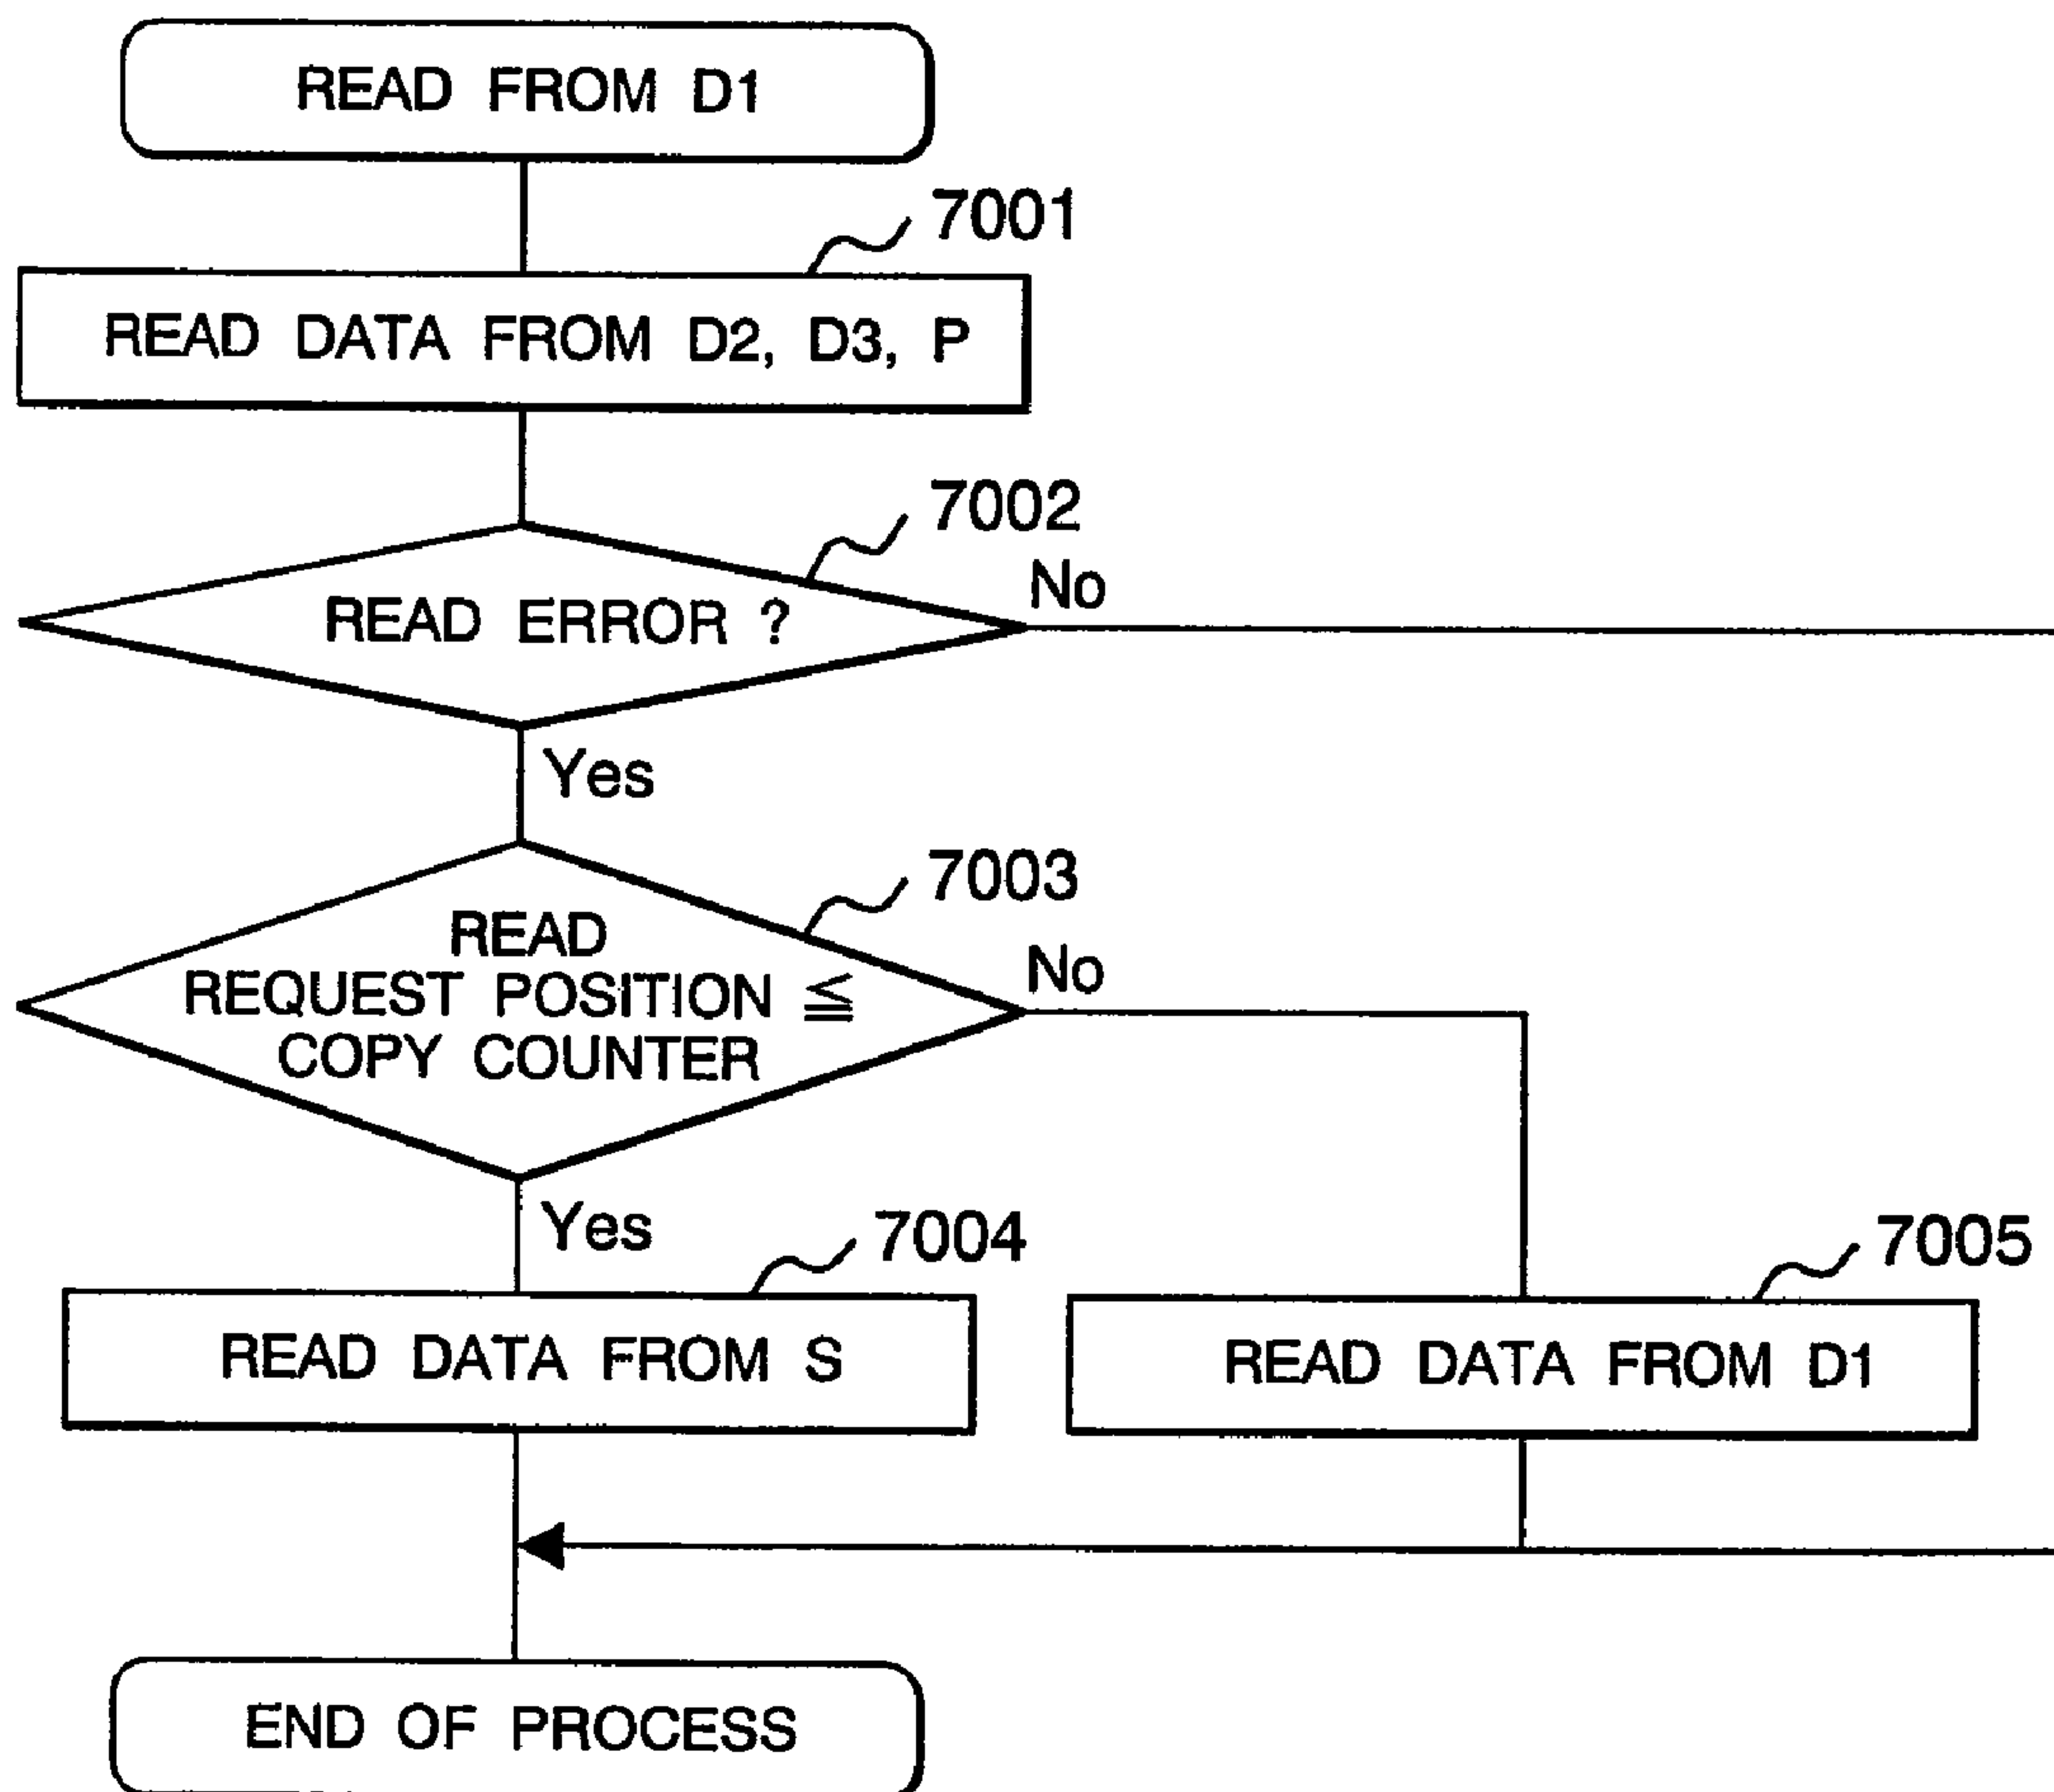 READ FROM D1
7001
READ DATA FROM D2, D3, P
7002
READ ERROR ?
No
Yes
7003
READ
REQUEST POSITION ≦
COPY COUNTER
No
Yes
7004
READ DATA FROM S
7005
READ DATA FROM D1
END OF PROCESS